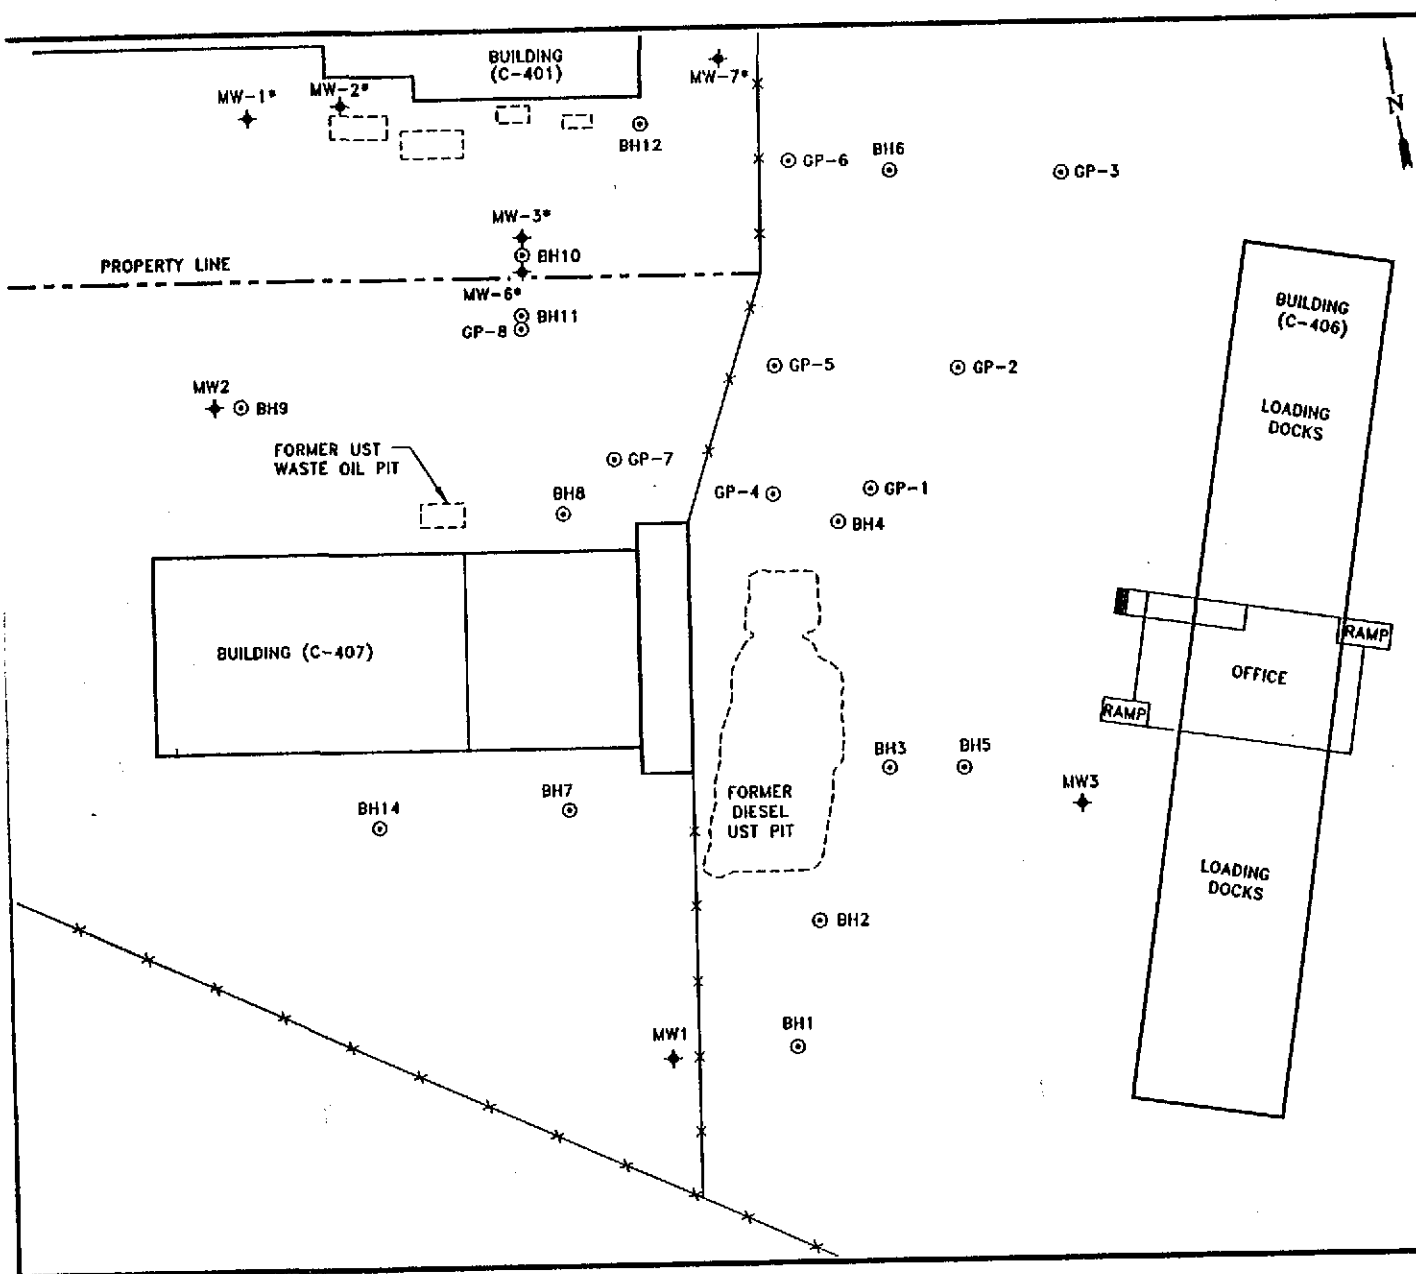 BUILDING
(C-401)
MW-7*
MW-1*
MW-2*
BH12
N
GP-6
BH6
GP-3
MW-3*
BH10
PROPERTY LINE
MW-6*
BH11
GP-8
BUILDING
(C-406)
GP-5
GP-2
MW2
BH9
LOADING
DOCKS
FORMER UST
WASTE OIL PIT
GP-7
BH8
GP-4
GP-1
BH4
BUILDING (C-407)
RAMP
OFFICE
RAMP
BH3
BH5
FORMER
DIESEL
UST PIT
MW3
BH14
BH7
LOADING
DOCKS
BH2
MW1
BH1